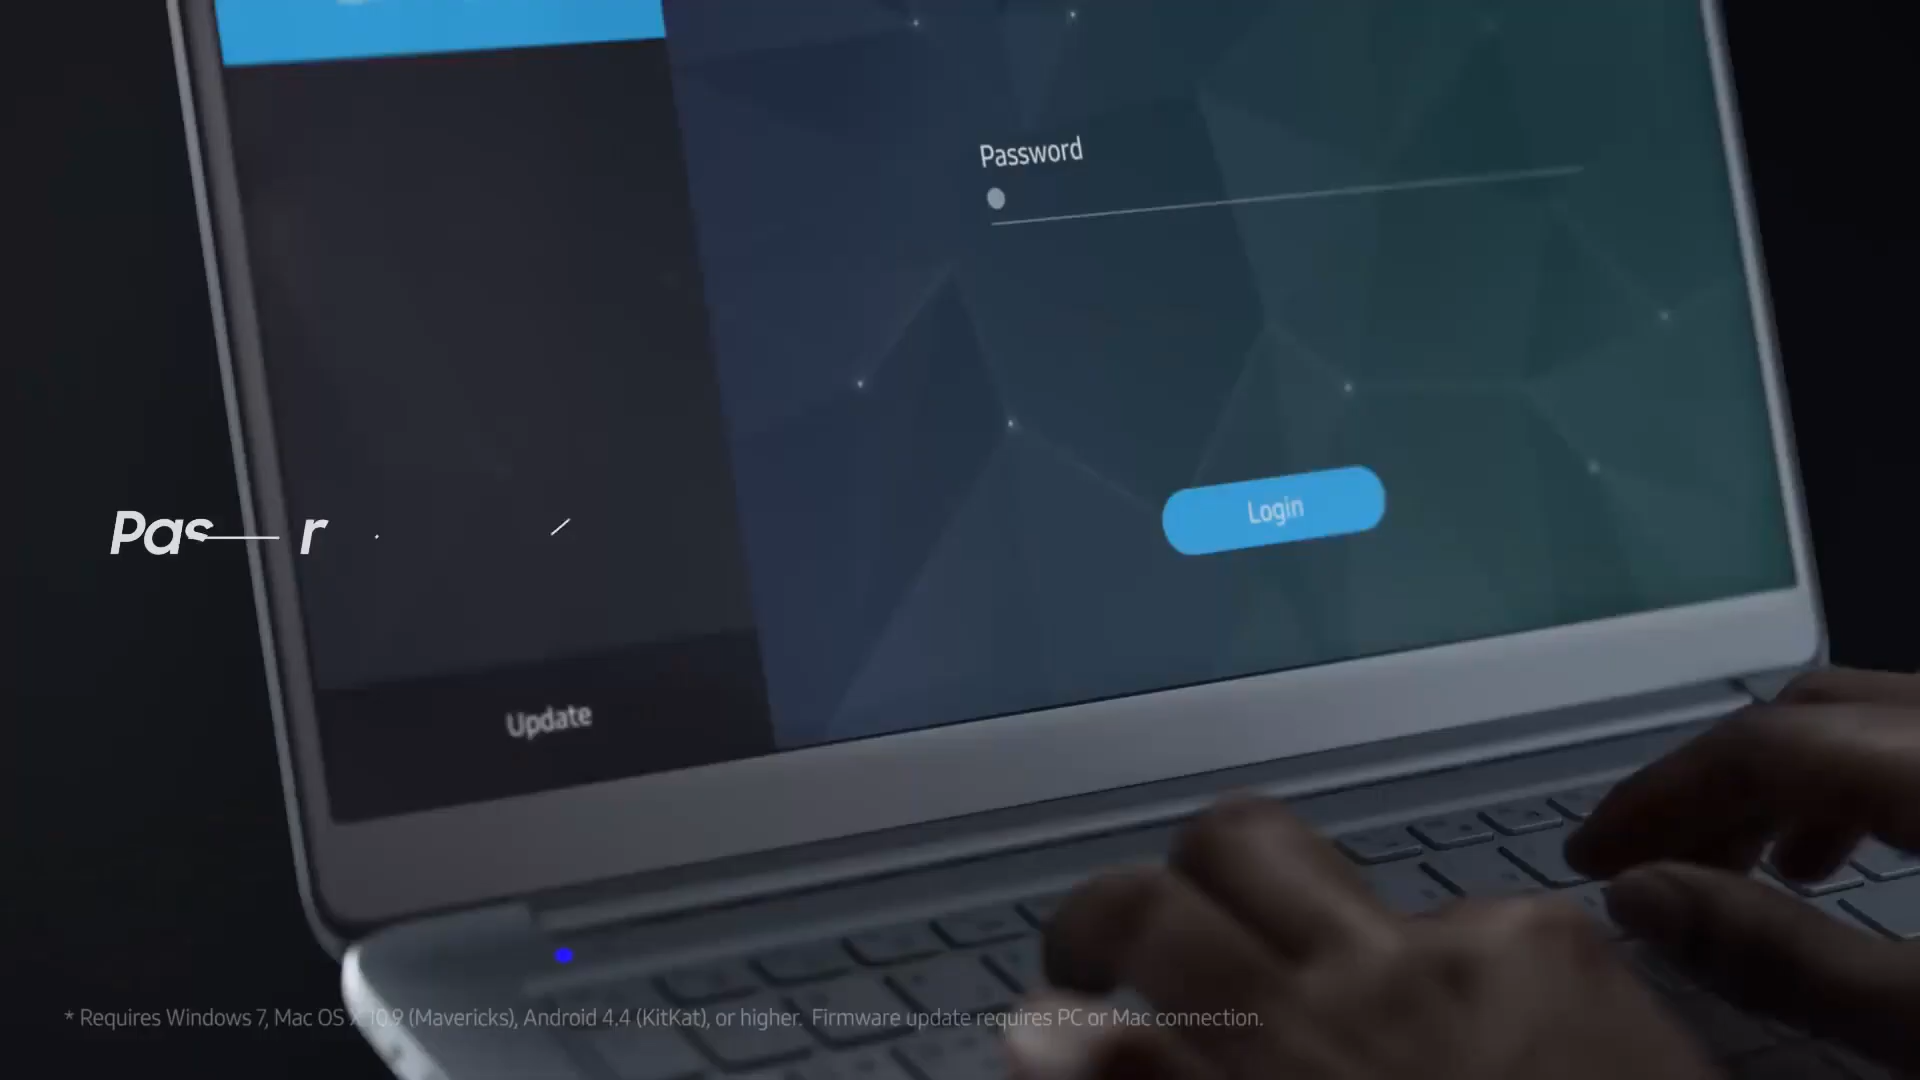 Password
Login
Pas r
Update
* Requires Windows 7, Mac OS X 10.9 (Mavericks), Android 4.4 (KitKat), or higher. Firmware update requires PC or Mac connection.